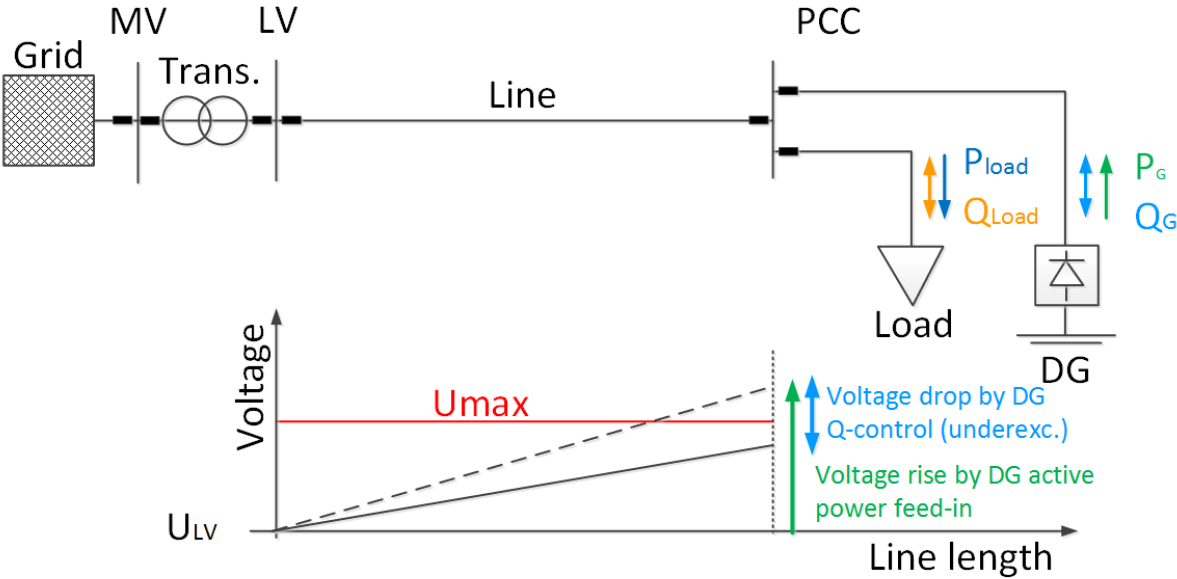 MV
LV
PCC
Grid
Trans.
Line
Pload
QLoad
PG
QG
Load
DG
Voltage
Umax
Voltage drop by DG
Q-control (underexc.)
Voltage rise by DG active
power feed-in
ULV
Line length